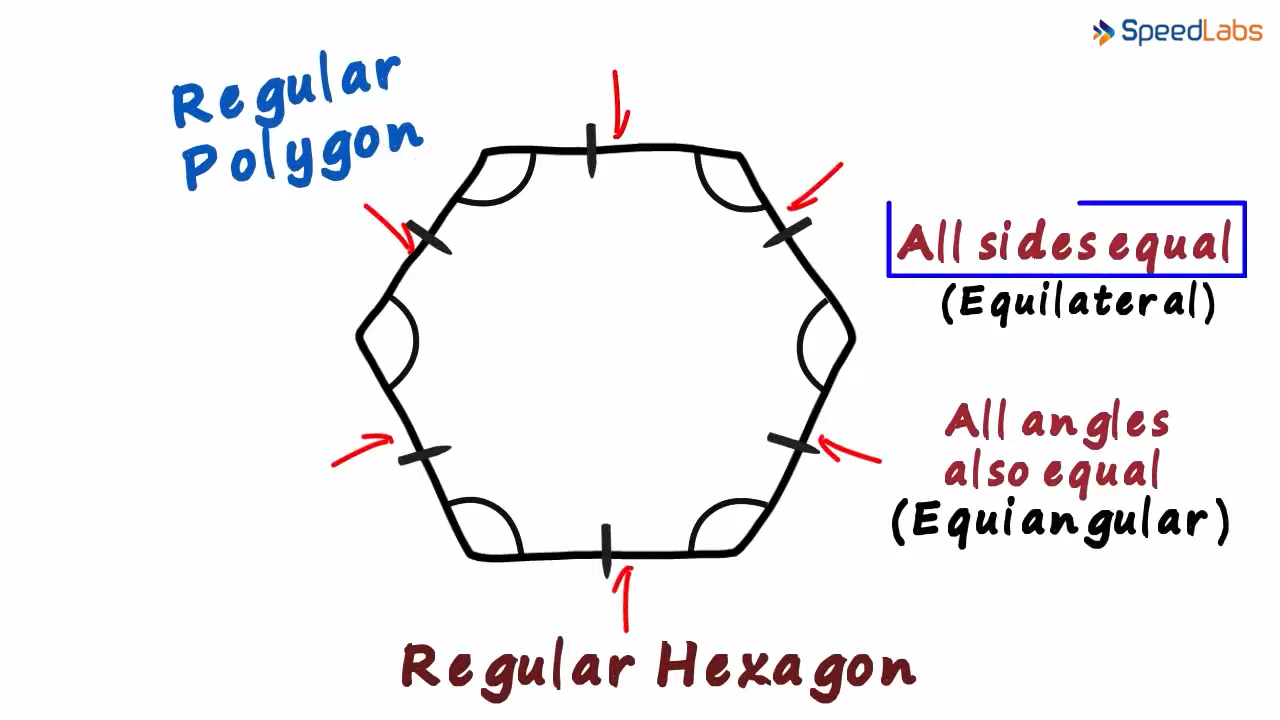 SpeedLabs
Regular
Polygon
All sides equal
(Equilateral)
All angles
also equal
(Equiangular)
Regular Hexagon